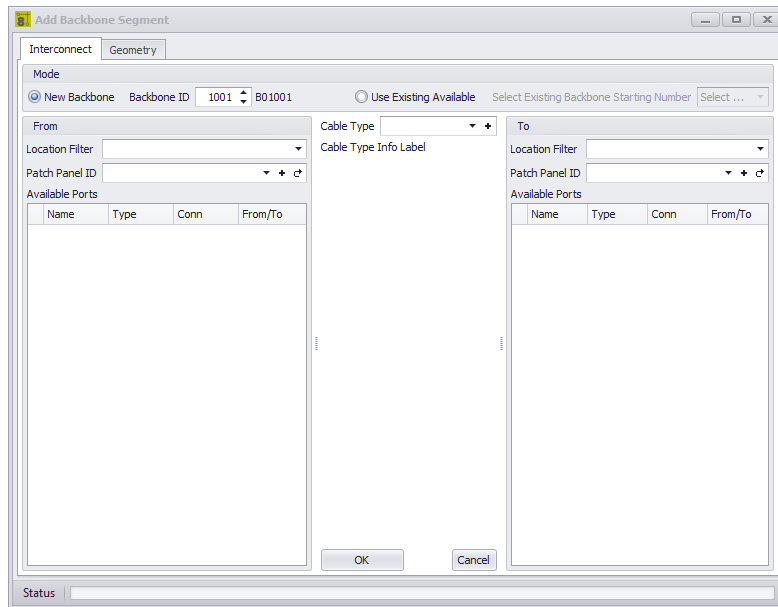 8 Add Backbone Segment
Interconnect Geometry
Mode
New Backbone Backbone ID 1001 B01001 Use Existing Available Select Existing Backbone Starting Number Select ...
From Cable Type To
Location Filter Cable Type Info Label Location Filter
Patch Panel ID Patch Panel ID
Available Ports Available Ports
Name Type Conn From/To Name Type Conn From/To
OK Cancel
Status